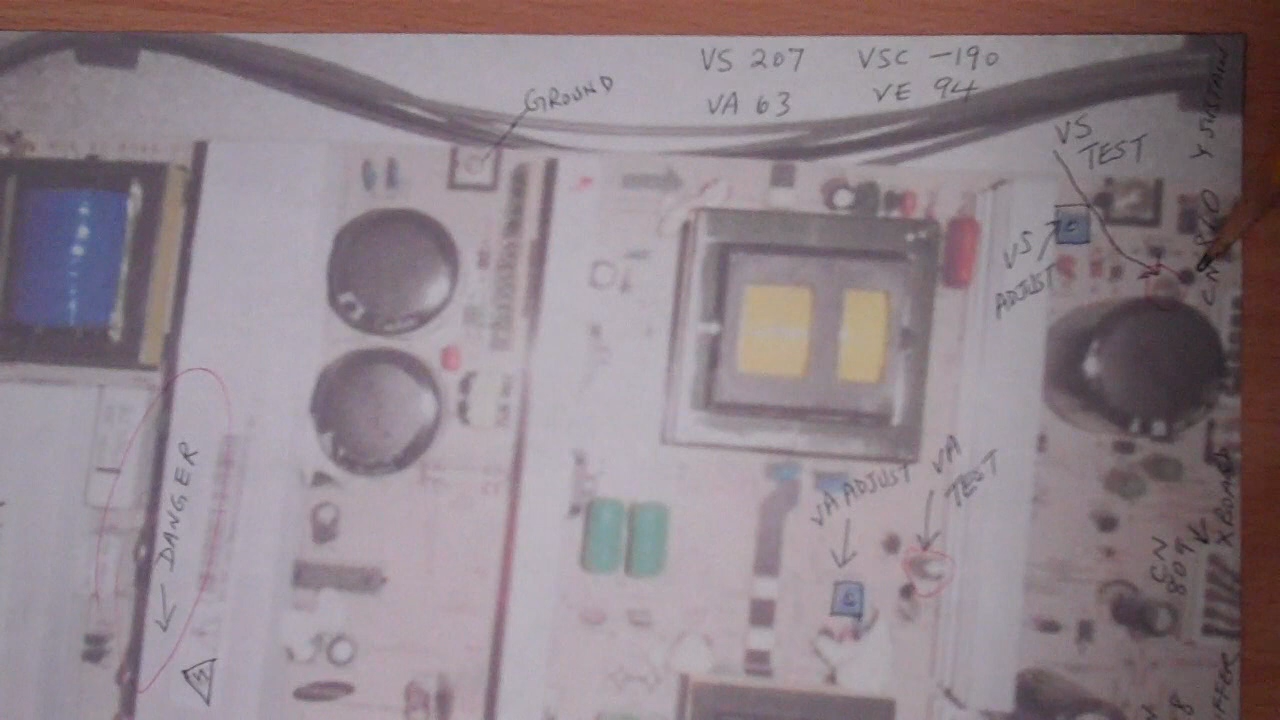 VS 207 VSC -190
VA 63 VE 94
GROUND
VS
TEST
Y SUSTAIN
VS
ADJUST
VA ADJUST
VA
TEST
DANGER
CN
809
X BOARD